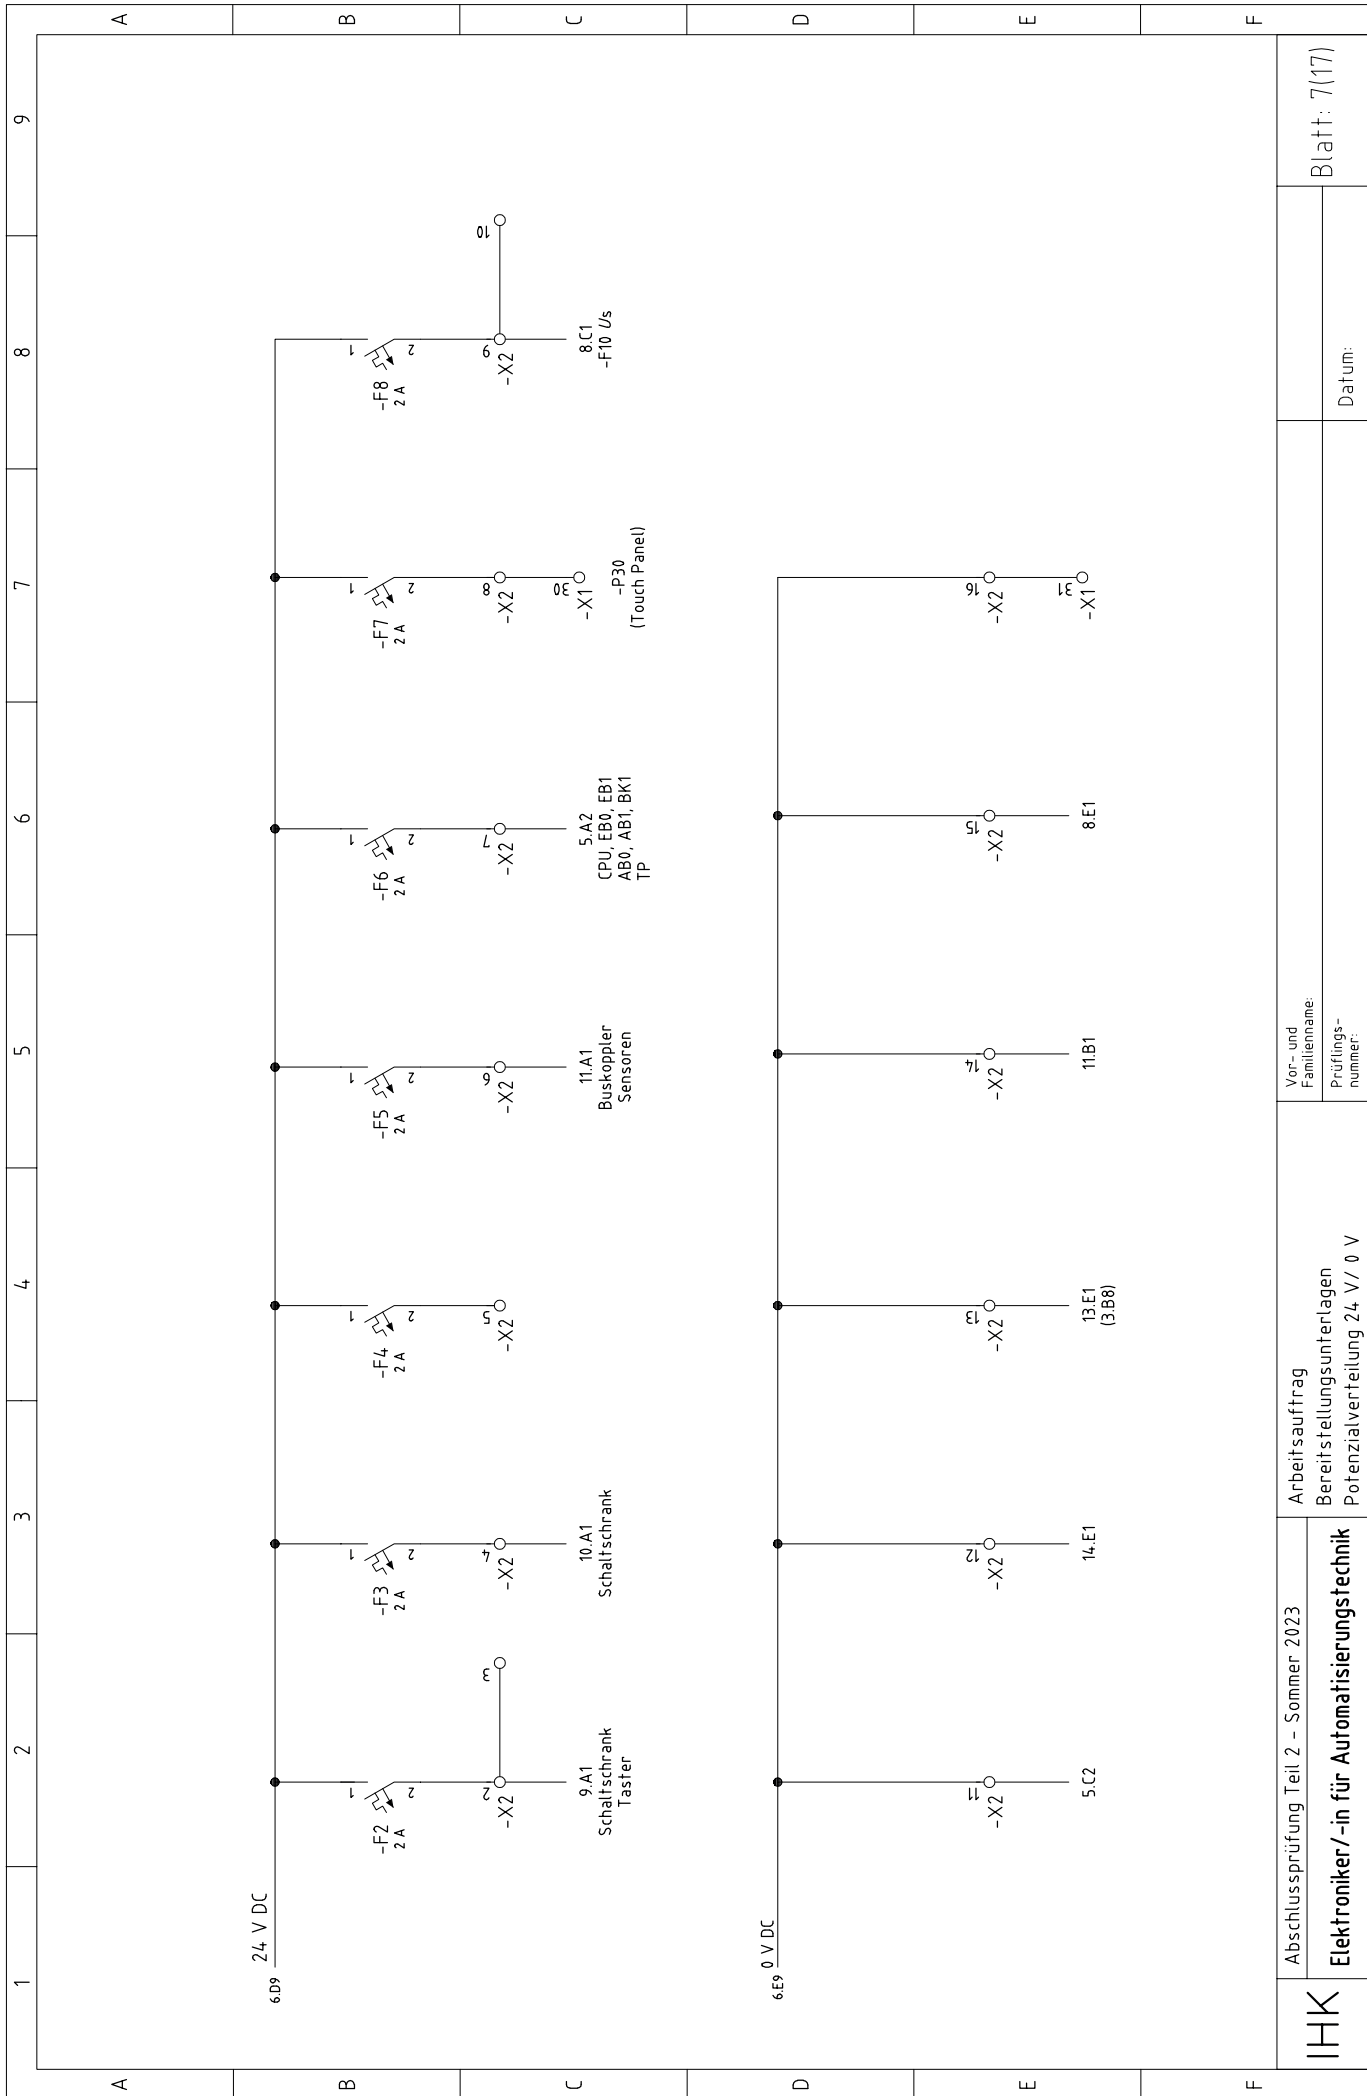 1 2 3 4 5 6 7 8 9
A A
B B
C C
D D
E E
F F
24 V DC
6.D9
-F2
2 A
1
2
2
-X2
3
9.A1
Schaltschrank
Taster
-F3
2 A
1
2
4
-X2
10.A1
Schaltschrank
-F4
2 A
1
2
5
-X2
-F5
2 A
1
2
6
-X2
11.A1
Buskoppler
Sensoren
-F6
2 A
1
2
7
-X2
5.A2
CPU, EB0, EB1
AB0, AB1, BK1
TP
-F7
2 A
1
2
8
-X2
30
-X1
-P30
(Touch Panel)
-F8
2 A
1
2
9
-X2
10
8.C1
-F10 Us
0 V DC
6.E9
11
-X2
5.C2
12
-X2
14.E1
13
-X2
13.E1
(3.B8)
14
-X2
11.B1
15
-X2
8.E1
16
-X2
31
-X1
IHK
Abschlussprüfung Teil 2 - Sommer 2023
Elektroniker/-in für Automatisierungstechnik
Arbeitsauftrag
Bereitstellungsunterlagen
Potenzialverteilung 24 V/ 0 V
Vor- und
Familienname:
Prüflings-
nummer:
Datum:
Blatt: 7(17)